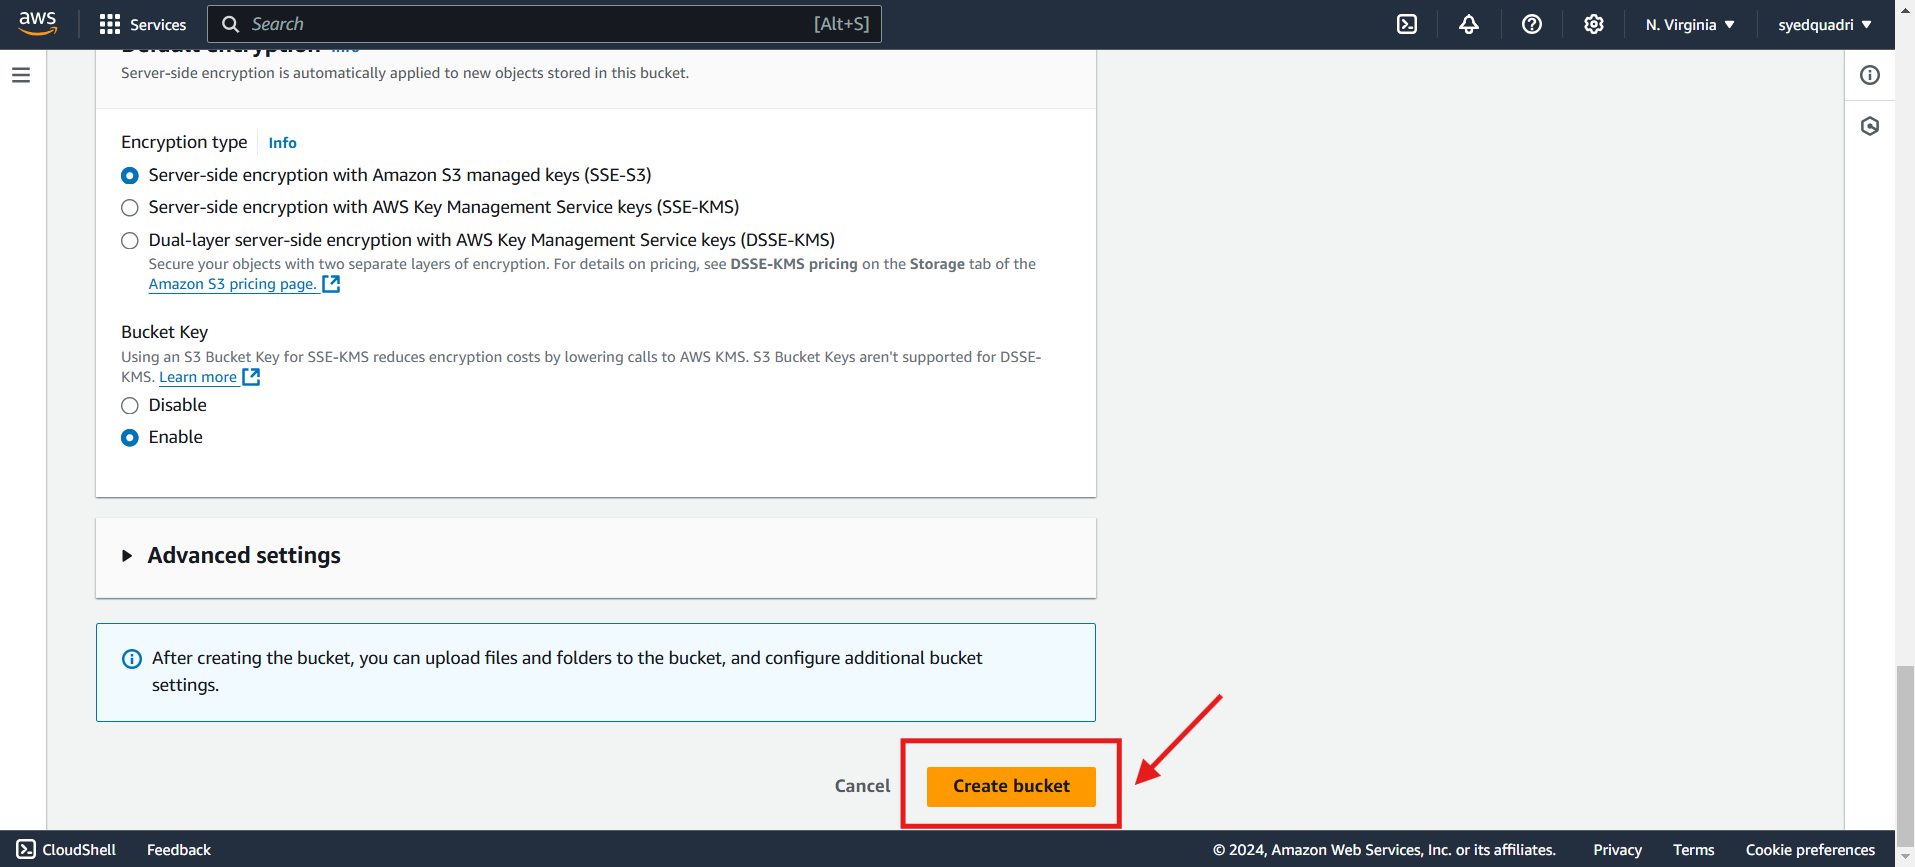 aws
Services
Search [Alt+S]
N. Virginia
syedquadri
Default encryption Info
Server-side encryption is automatically applied to new objects stored in this bucket.
Encryption type
Info
Server-side encryption with Amazon S3 managed keys (SSE-S3)
Server-side encryption with AWS Key Management Service keys (SSE-KMS)
Dual-layer server-side encryption with AWS Key Management Service keys (DSSE-KMS)
Secure your objects with two separate layers of encryption. For details on pricing, see DSSE-KMS pricing on the Storage tab of the
Amazon S3 pricing page.
Bucket Key
Using an S3 Bucket Key for SSE-KMS reduces encryption costs by lowering calls to AWS KMS. S3 Bucket Keys aren't supported for DSSE-
KMS. Learn more
Disable
Enable
Advanced settings
After creating the bucket, you can upload files and folders to the bucket, and configure additional bucket
settings.
Cancel
Create bucket
CloudShell
Feedback
© 2024, Amazon Web Services, Inc. or its affiliates.
Privacy
Terms
Cookie preferences